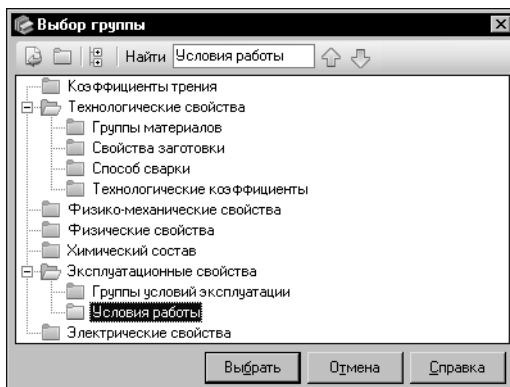 Выбор группы
Найти Условия работы
Коэффициенты трения
Технологические свойства
Группы материалов
Свойства заготовки
Способ сварки
Технологические коэффициенты
Физико-механические свойства
Физические свойства
Химический состав
Эксплуатационные свойства
Группы условий эксплуатации
Условия работы
Электрические свойства
Выбрать Отмена Справка